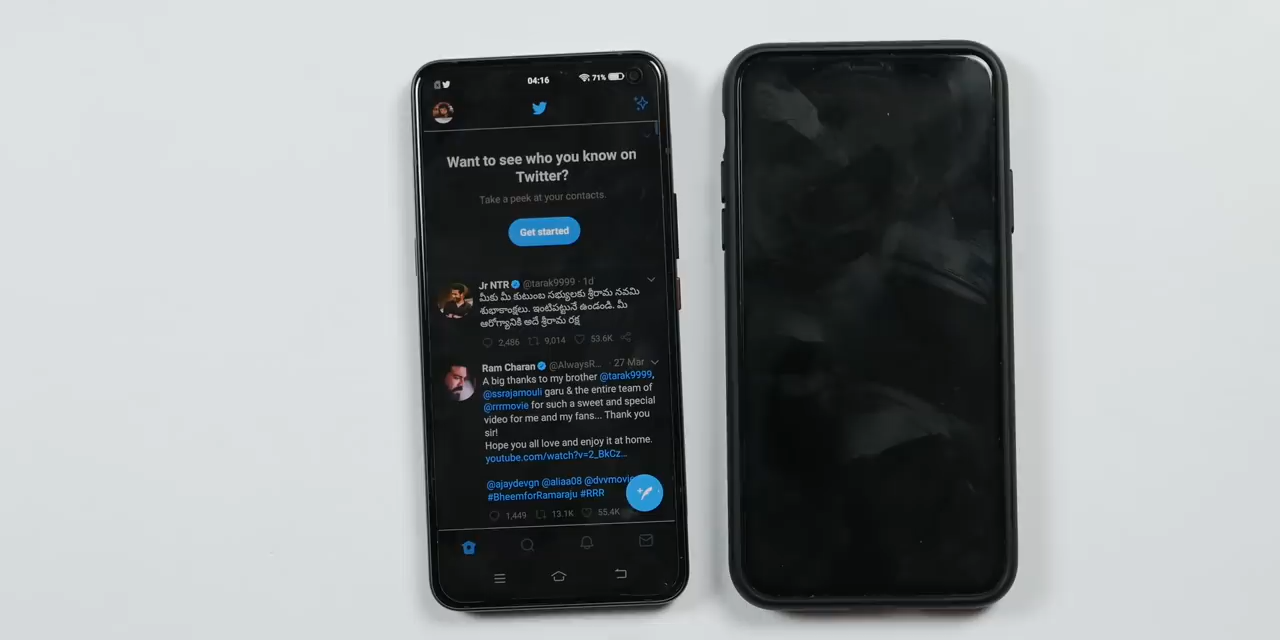 04:16
71%
Want to see who you know on
Twitter?
Take a peek at your contacts.
Get started
Jr NTR @tarak9999 · 1d
మీకు మీ కుటుంబ సభ్యులకు శ్రీరామ నవమి
శుభాకాంక్షలు. ఇంటిపట్టునే ఉండండి. మీ
ఆరోగ్యానికి అదే శ్రీరామ రక్ష
2,486 9,014 53.6K
Ram Charan @AlwaysR... · 27 Mar
A big thanks to my brother @tarak9999,
@ssrajamouli garu & the entire team of
@rrrmovie for such a sweet and special
video for me and my fans... Thank you
sir!
Hope you all love and enjoy it at home.
youtube.com/watch?v=2_BkCz...
@ajaydevgn @aliaa08 @dvvmovie
#BheemforRamaraju #RRR
1,449 13.1K 55.4K